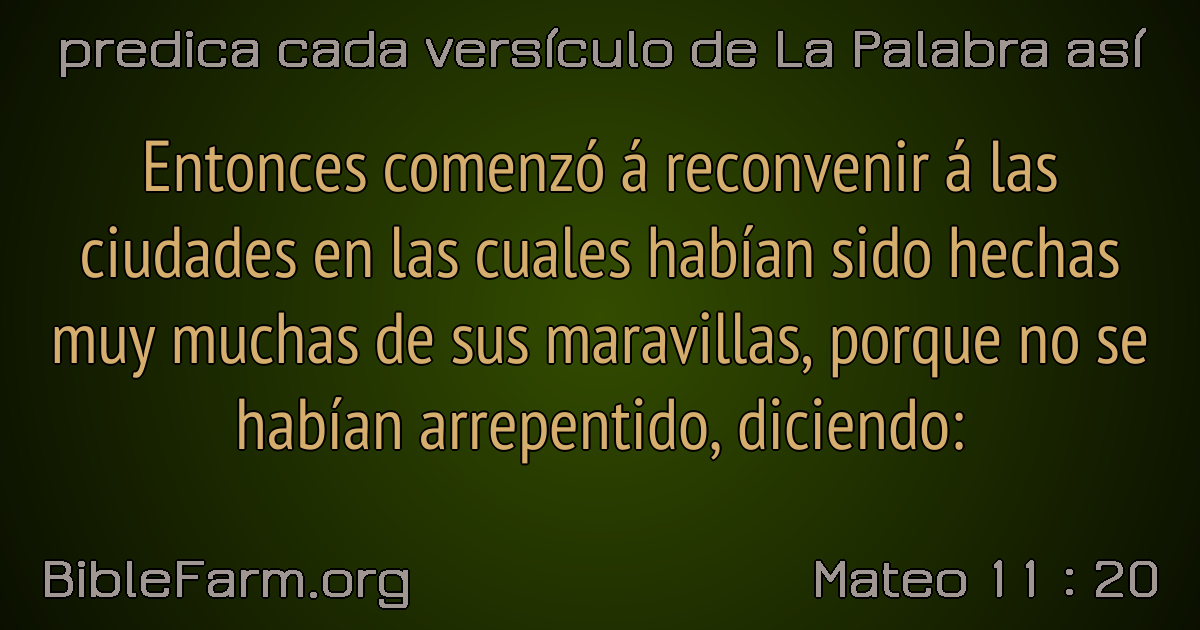 predica cada versículo de La Palabra así
Entonces comenzó á reconvenir á las
ciudades en las cuales habían sido hechas
muy muchas de sus maravillas, porque no se
habían arrepentido, diciendo:
BibleFarm.org
Mateo 11 : 20